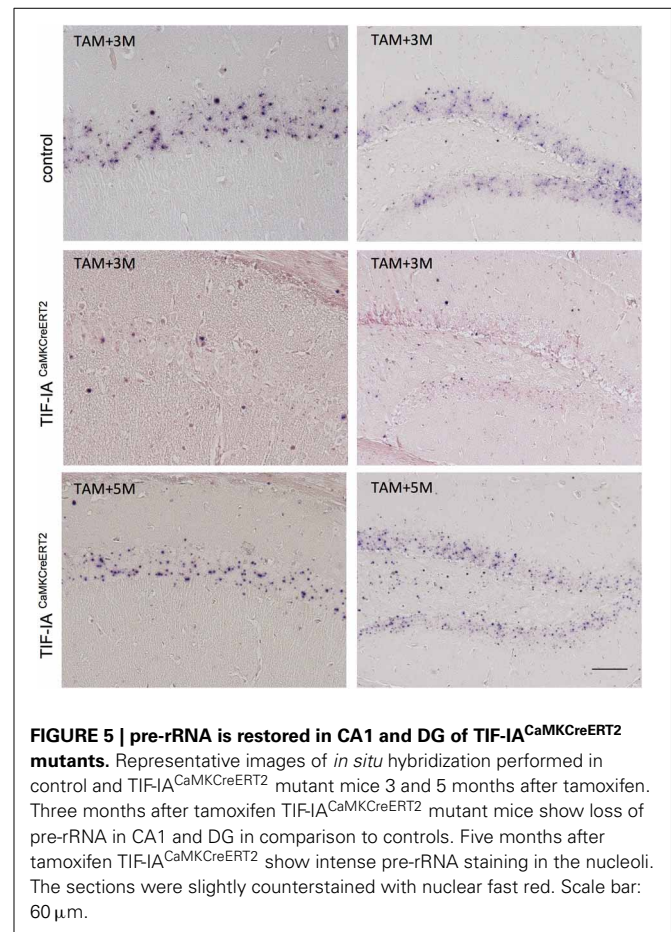 TAM+3M
TAM+3M
control
TAM+3M
TAM+3M
TIF-IA CaMKCreERT2
TAM+5M
TAM+5M
TIF-IA CaMKCreERT2
FIGURE 5 | pre-rRNA is restored in CA1 and DG of TIF-IACaMKCreERT2
mutants. Representative images of in situ hybridization performed in
control and TIF-IACaMKCreERT2 mutant mice 3 and 5 months after tamoxifen.
Three months after tamoxifen TIF-IACaMKCreERT2 mutant mice show loss of
pre-rRNA in CA1 and DG in comparison to controls. Five months after
tamoxifen TIF-IACaMKCreERT2 show intense pre-rRNA staining in the nucleoli.
The sections were slightly counterstained with nuclear fast red. Scale bar:
60 μm.